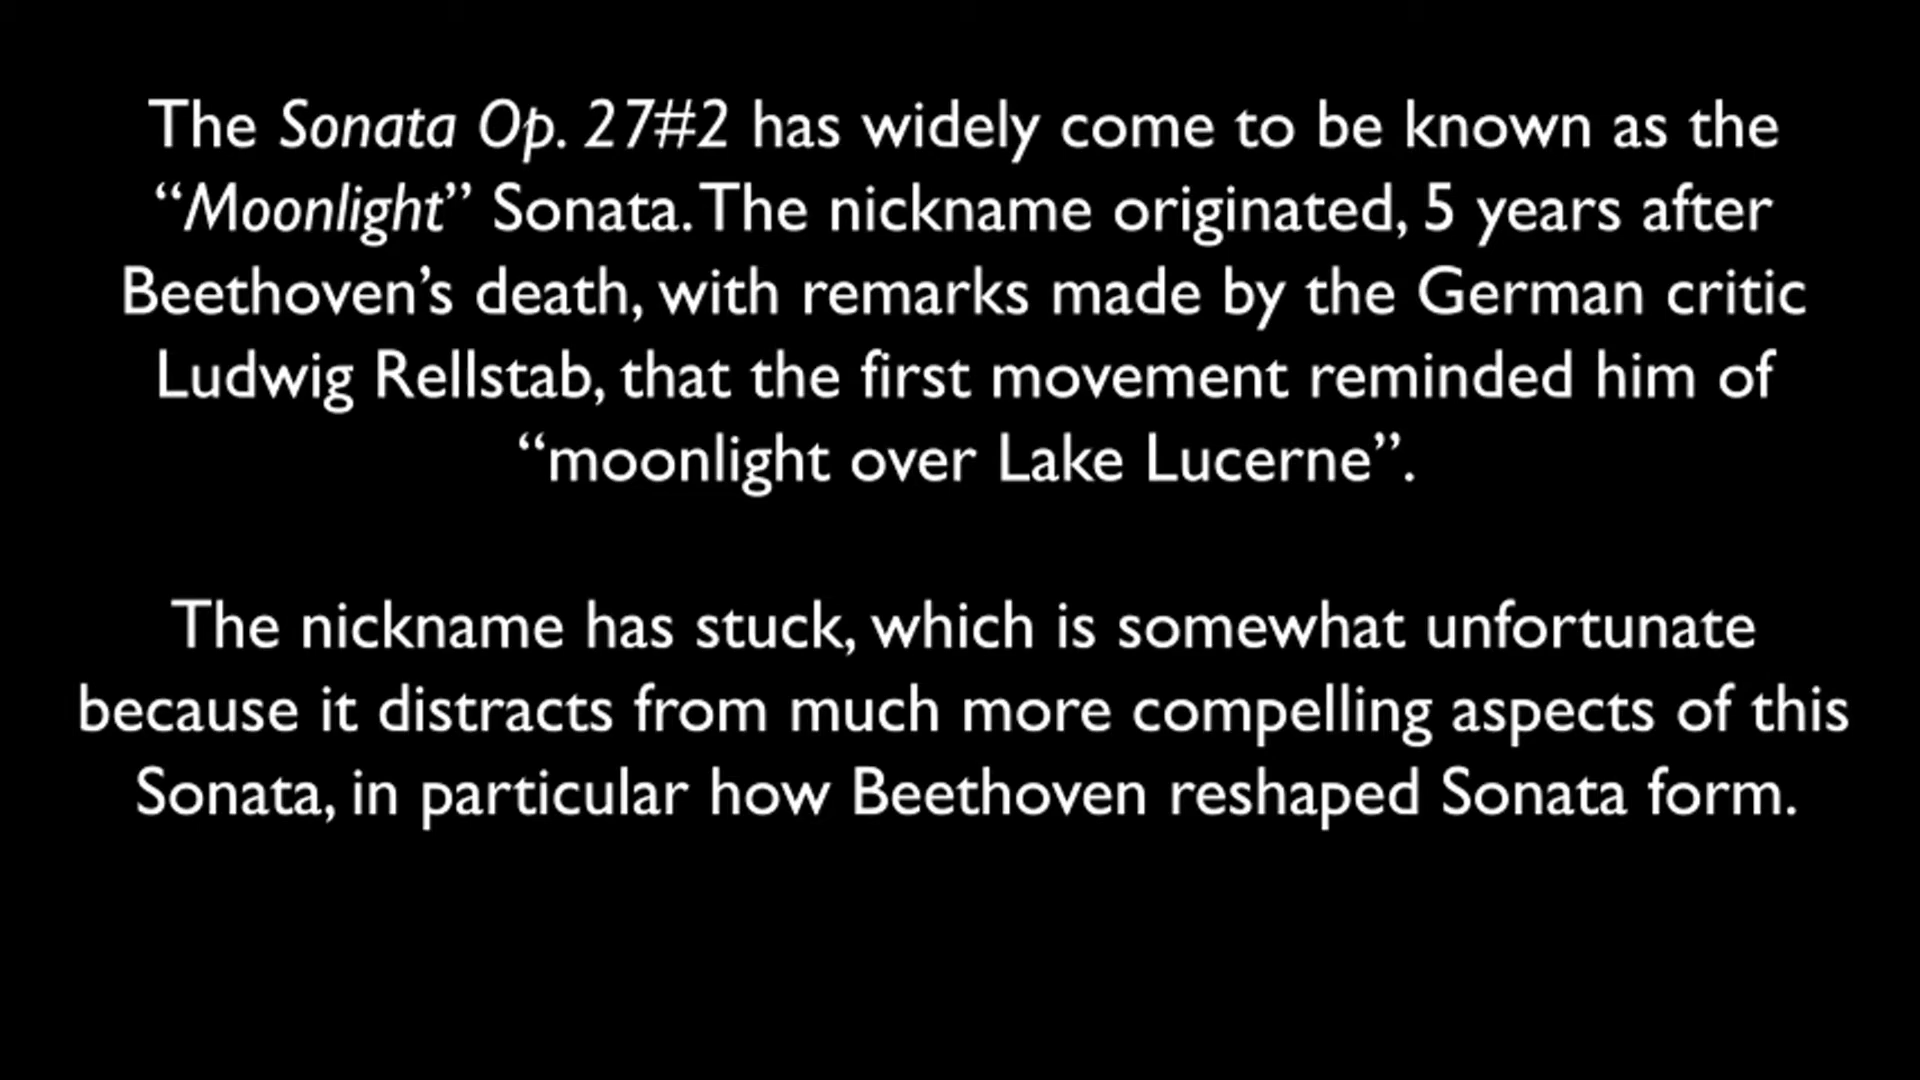 The Sonata Op. 27#2 has widely come to be known as the
“Moonlight” Sonata. The nickname originated, 5 years after
Beethoven’s death, with remarks made by the German critic
Ludwig Rellstab, that the first movement reminded him of
“moonlight over Lake Lucerne”.
The nickname has stuck, which is somewhat unfortunate
because it distracts from much more compelling aspects of this
Sonata, in particular how Beethoven reshaped Sonata form.